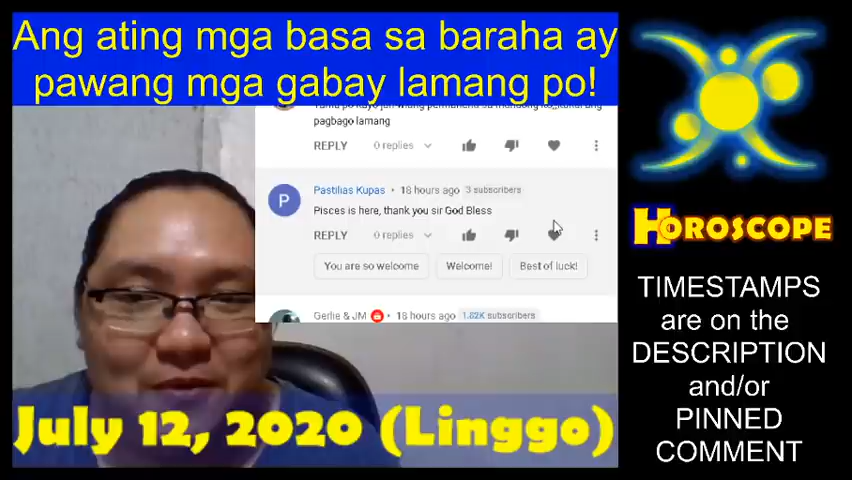 Ang ating mga basa sa baraha ay
pawang mga gabay lamang po!
pagbago lamang
REPLY 0 replies
P Pastilias Kupas • 18 hours ago 3 subscribers
Pisces is here, thank you sir God Bless
REPLY 0 replies
You are so welcome Welcome! Best of luck!
Gerlie & JM • 18 hours ago 1.82K subscribers
July 12, 2020 (Linggo)
HOROSCOPE
TIMESTAMPS
are on the
DESCRIPTION
and/or
PINNED
COMMENT